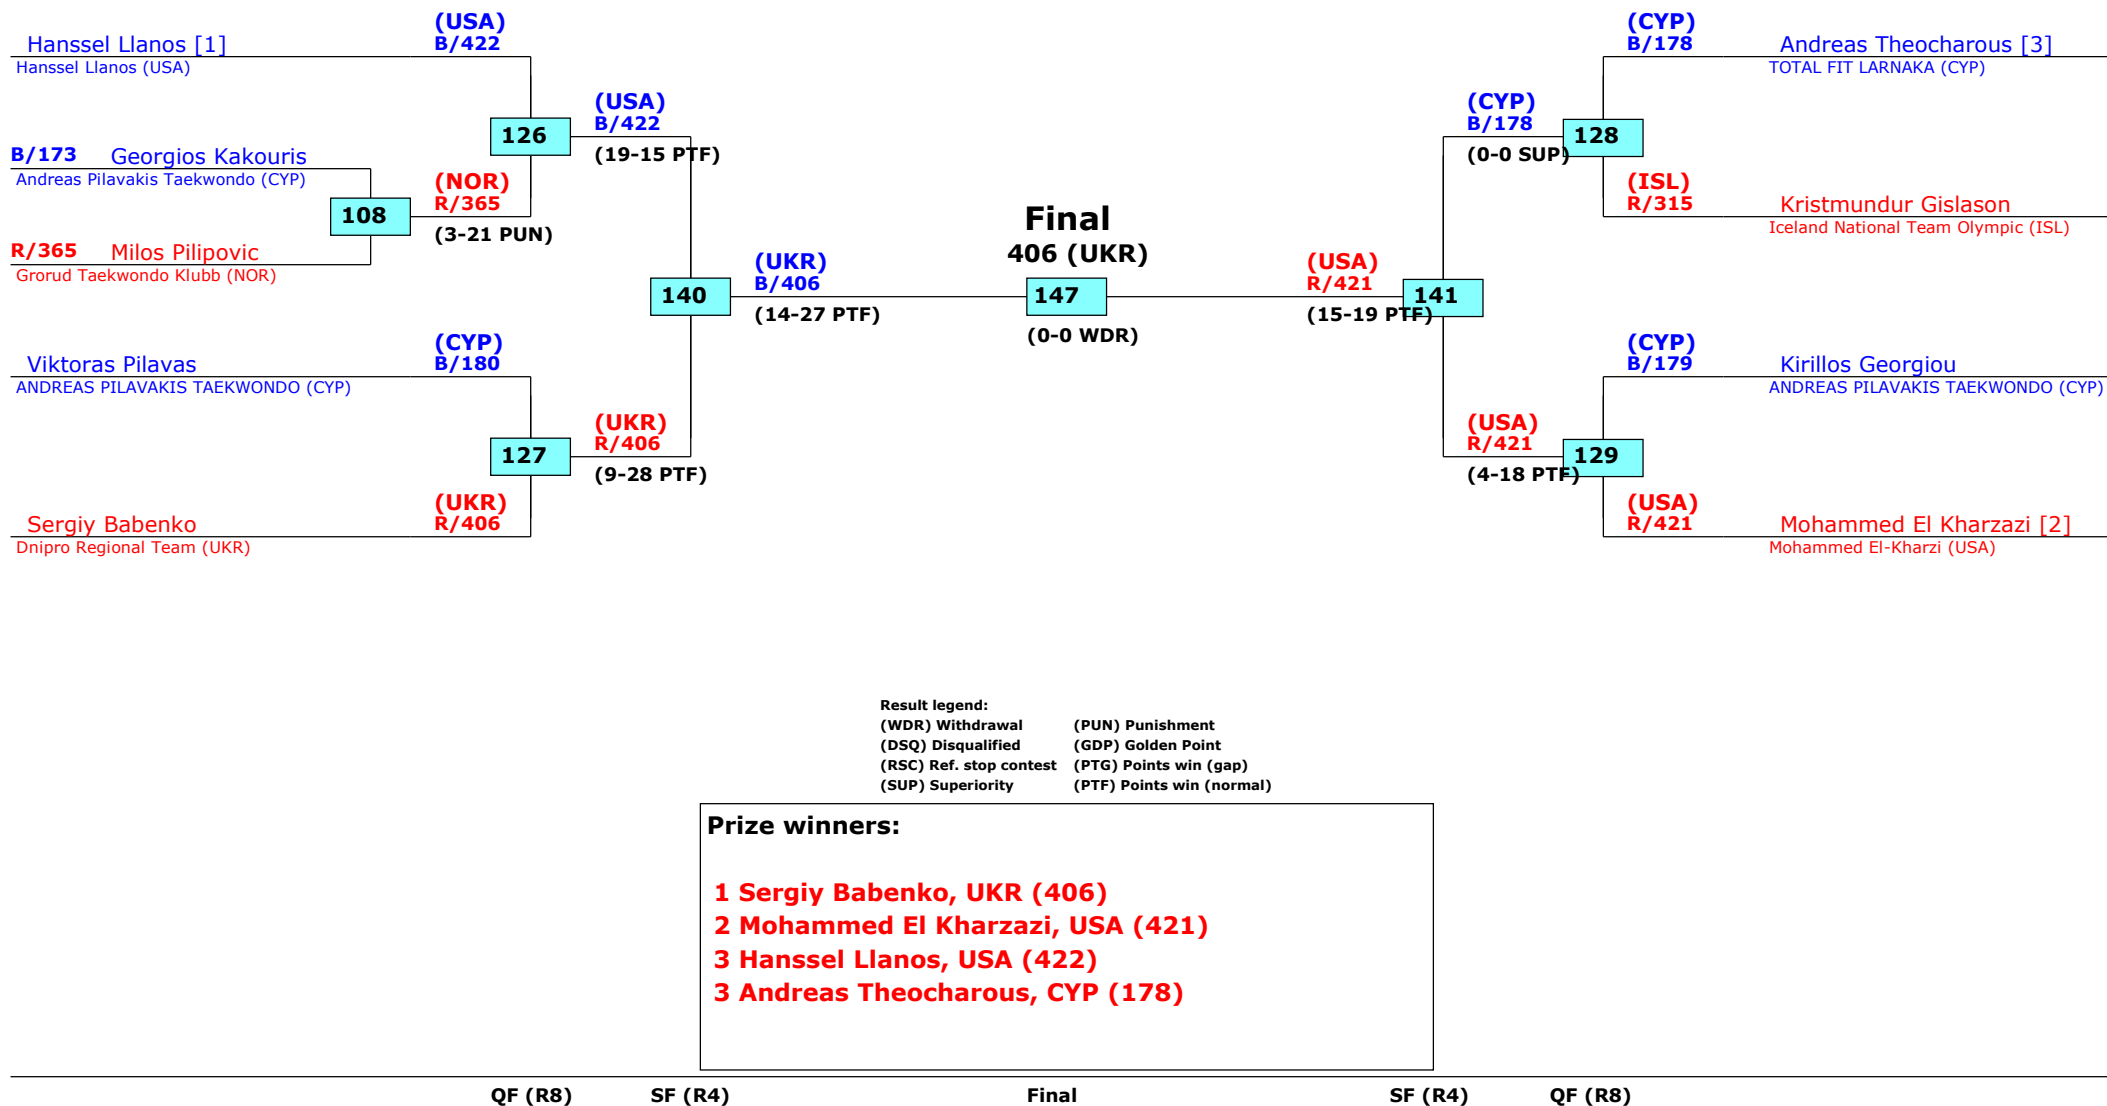 (USA)
B/422
Hanssel Llanos [1]
Hanssel Llanos (USA)
(USA)
B/422
126
(19-15 PTF)
B/173 Georgios Kakouris
Andreas Pilavakis Taekwondo (CYP)
(NOR)
R/365
108
(3-21 PUN)
R/365 Milos Pilipovic
Grorud Taekwondo Klubb (NOR)
140
(UKR)
B/406
(14-27 PTF)
(CYP)
B/180
Viktoras Pilavas
ANDREAS PILAVAKIS TAEKWONDO (CYP)
(UKR)
R/406
127
(9-28 PTF)
(UKR)
R/406
Sergiy Babenko
Dnipro Regional Team (UKR)
Final
406 (UKR)
147
(0-0 WDR)
(CYP)
B/178
Andreas Theocharous [3]
TOTAL FIT LARNAKA (CYP)
(CYP)
B/178
128
(0-0 SUP)
(ISL)
R/315
Kristmundur Gislason
Iceland National Team Olympic (ISL)
(USA)
R/421
141
(15-19 PTF)
(CYP)
B/179
Kirillos Georgiou
ANDREAS PILAVAKIS TAEKWONDO (CYP)
(USA)
R/421
129
(4-18 PTF)
(USA)
R/421
Mohammed El Kharzazi [2]
Mohammed El-Kharzi (USA)
Result legend:
(WDR) Withdrawal (PUN) Punishment
(DSQ) Disqualified (GDP) Golden Point
(RSC) Ref. stop contest (PTG) Points win (gap)
(SUP) Superiority (PTF) Points win (normal)
Prize winners:
1 Sergiy Babenko, UKR (406)
2 Mohammed El Kharzazi, USA (421)
3 Hanssel Llanos, USA (422)
3 Andreas Theocharous, CYP (178)
QF (R8) SF (R4) Final SF (R4) QF (R8)